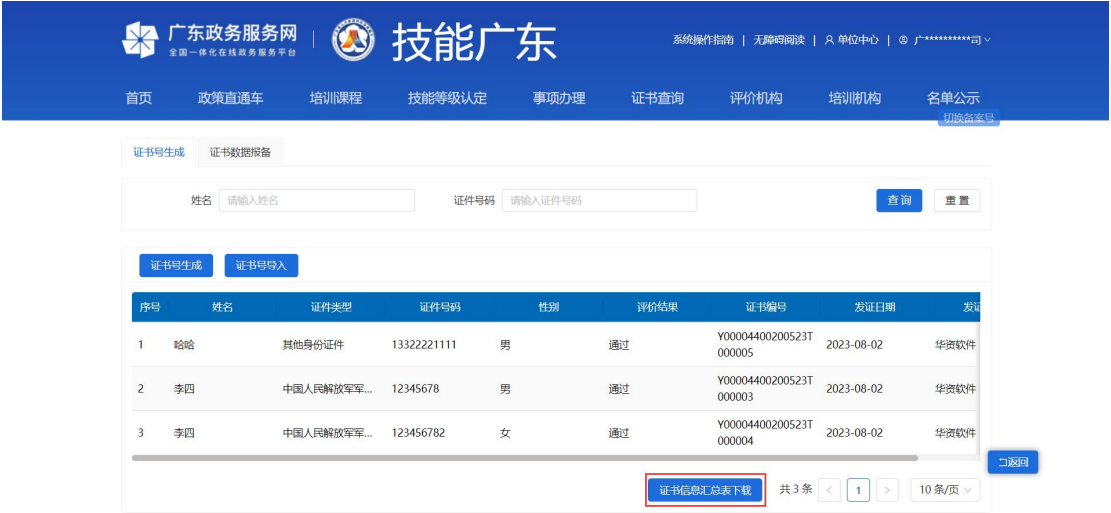 广东政务服务网
全国一体化在线政务服务平台
技能广东
系统操作指南 | 无障碍阅读 | 单位中心 | 广**********司
首页 政策直通车 培训课程 技能等级认定 事项办理 证书查询 评价机构 培训机构 名单公示
切换备案号
证书号生成 证书数据报备
姓名 请输入姓名 证件号码 请输入证件号码 查询 重置
证书号生成 证书号导入
序号 姓名 证件类型 证件号码 性别 评价结果 证书编号 发证日期 发证
1 哈哈 其他身份证件 13322221111 男 通过 Y00004400200523T 2023-08-02 华资软件
000005
2 李四 中国人民解放军军... 12345678 男 通过 Y00004400200523T 2023-08-02 华资软件
000003
3 李四 中国人民解放军军... 123456782 女 通过 Y00004400200523T 2023-08-02 华资软件
000004
返回
证书信息汇总表下载 共 3 条 < 1 > 10 条/页